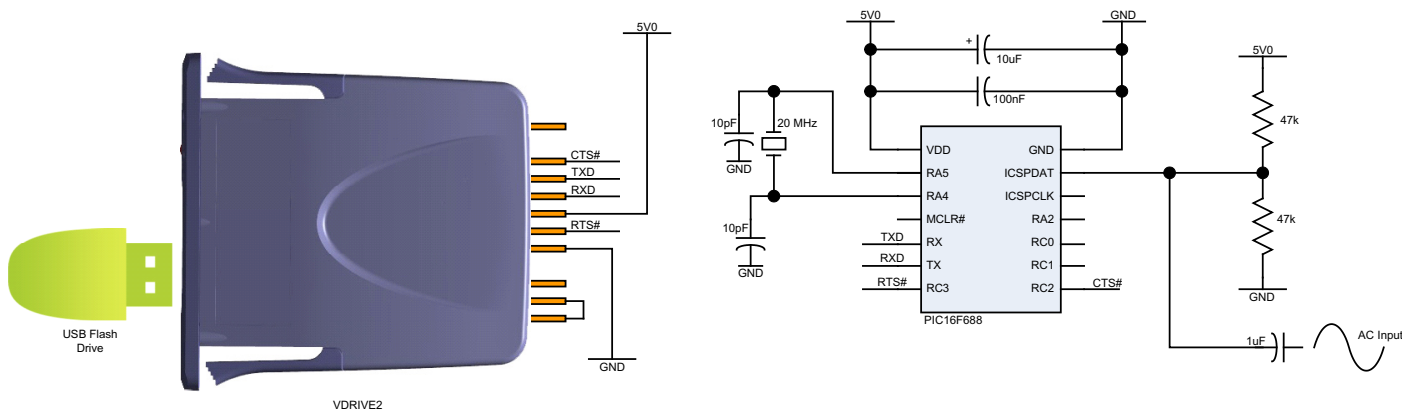 USB Flash
Drive
VDRIVE2
5V0
CTS#
TXD
RXD
RTS#
GND
5V0
GND
+
10uF
100nF
10pF
20 MHz
GND
10pF
GND
VDD
RA5
RA4
MCLR#
RX
TX
RC3
GND
ICSPDAT
ICSPCLK
RA2
RC0
RC1
RC2
TXD
RXD
RTS#
CTS#
PIC16F688
5V0
47k
47k
GND
1uF
AC Input